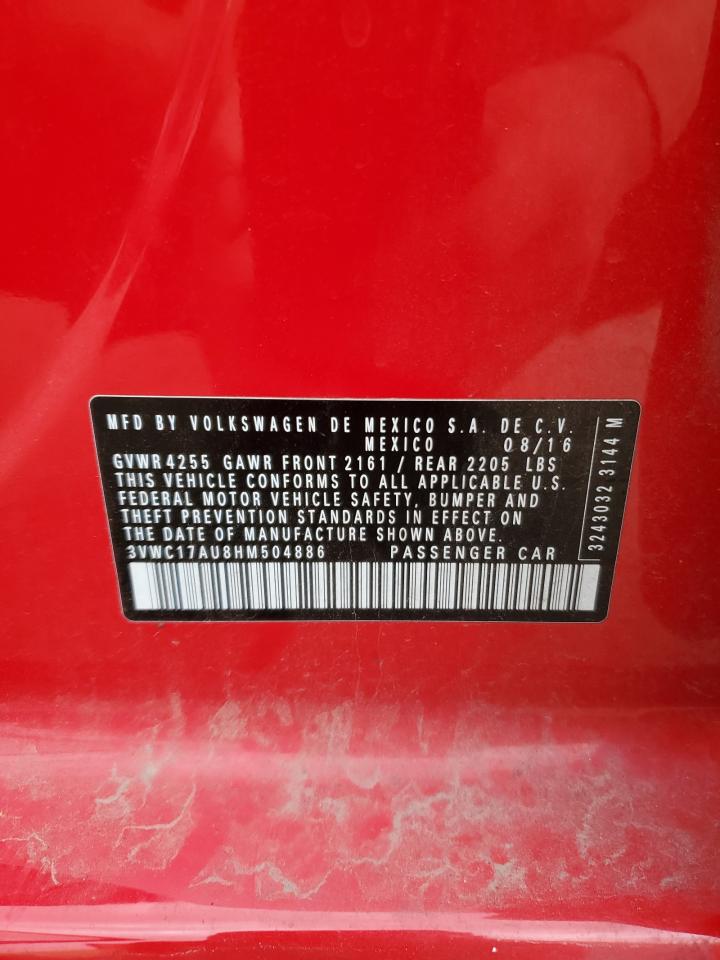 MFD BY VOLKSWAGEN DE MEXICO S.A. DE C.V.
MEXICO 08/16
GVWR 4255 GAWR FRONT 2161 / REAR 2205 LBS
THIS VEHICLE CONFORMS TO ALL APPLICABLE U.S.
FEDERAL MOTOR VEHICLE SAFETY, BUMPER AND
THEFT PREVENTION STANDARDS IN EFFECT ON
THE DATE OF MANUFACTURE SHOWN ABOVE.
3VWC17AU8HM504886 PASSENGER CAR
3243032 3144 M